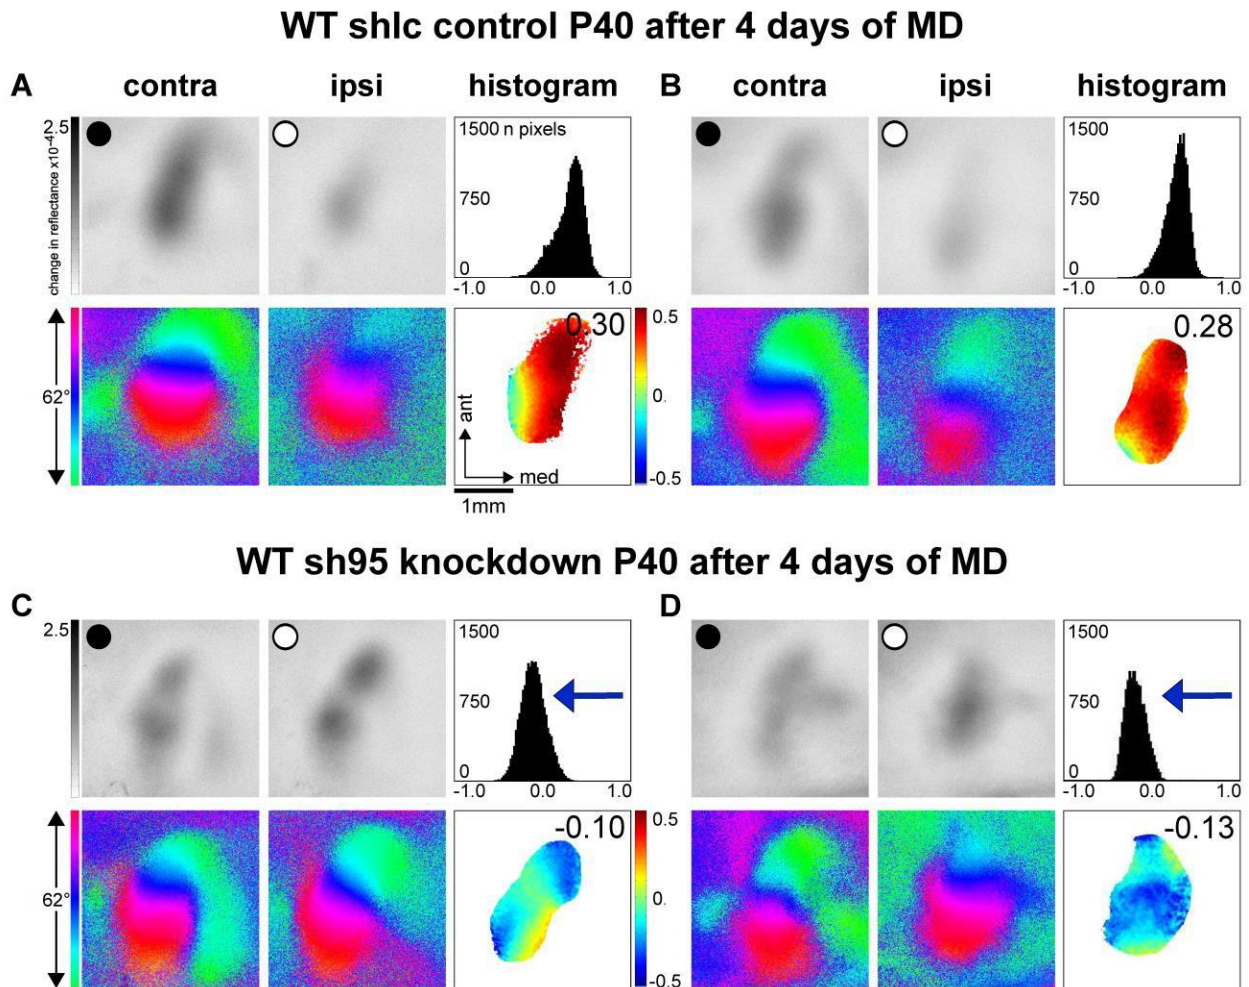 WT shlc control P40 after 4 days of MD
A contra ipsi histogram B contra ipsi histogram
2.5
change in reflectance x10-4
1500 n pixels
750
0
-1.0 0.0 1.0
1500
750
0
-1.0 0.0 1.0
62°
0.30
ant
med
1mm
0.5
0.
-0.5
0.28
WT sh95 knockdown P40 after 4 days of MD
C D
2.5
1500
750
0
-1.0 0.0 1.0
1500
750
0
-1.0 0.0 1.0
62°
-0.10
0.5
0.
-0.5
-0.13